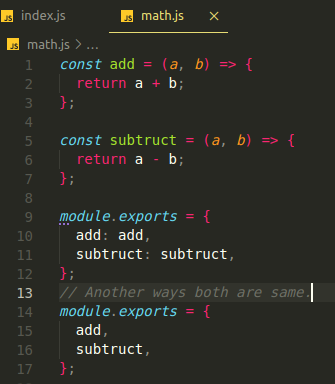 JS index.js JS math.js ×
JS math.js > ...
1 const add = (a, b) => {
2   return a + b;
3 };
4
5 const subtruct = (a, b) => {
6   return a - b;
7 };
8
9 module.exports = {
10   add: add,
11   subtruct: subtruct,
12 };
13 // Another ways both are same.
14 module.exports = {
15   add,
16   subtruct,
17 };